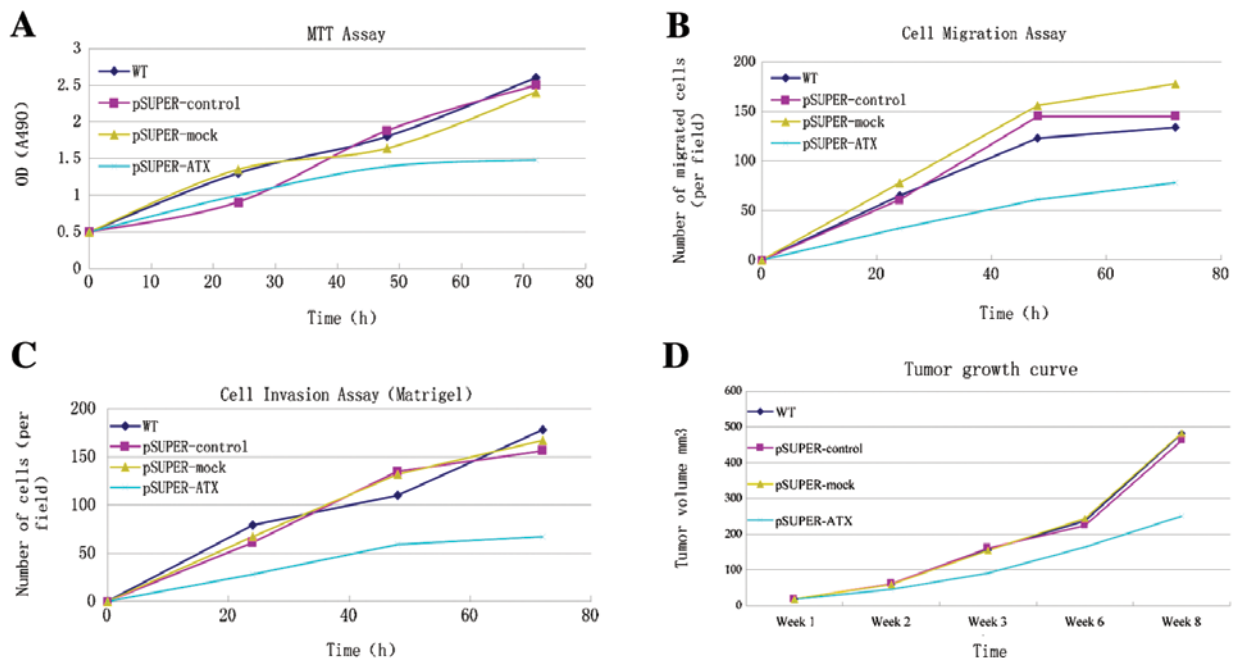 A
MTT Assay
3
2.5
2
1.5
1
0.5
0
OD (A490)
WT
pSUPER-control
pSUPER-mock
pSUPER-ATX
0 10 20 30 40 50 60 70 80
Time (h)
B
Cell Migration Assay
200
150
100
50
0
Number of migrated cells
(per field)
WT
pSUPER-control
pSUPER-mock
pSUPER-ATX
0 20 40 60 80
Time (h)
C
Cell Invasion Assay (Matrigel)
200
150
100
50
0
Number of cells (per
field)
WT
pSUPER-control
pSUPER-mock
pSUPER-ATX
0 20 40 60 80
Time (h)
D
Tumor growth curve
600
500
400
300
200
100
0
Tumor volume mm3
WT
pSUPER-control
pSUPER-mock
pSUPER-ATX
Week 1 Week 2 Week 3 Week 6 Week 8
Time